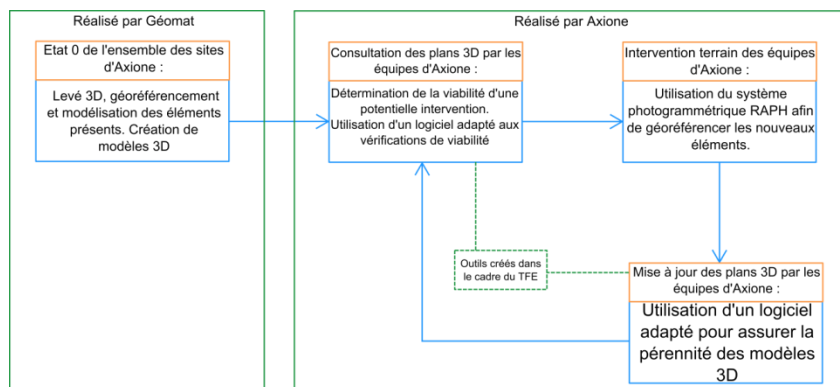 Réalisé par Géomat
Etat 0 de l'ensemble des sites
d'Axione :
Levé 3D, géoréférencement
et modélisation des éléments
présents. Création de
modèles 3D
Réalisé par Axione
Consultation des plans 3D par les
équipes d'Axione :
Détermination de la viabilité d'une
potentielle intervention.
Utilisation d'un logiciel adapté aux
vérifications de viabilité
Intervention terrain des équipes
d'Axione :
Utilisation du système
photogrammétrique RAPH afin
de géoréférencer les nouveaux
éléments.
Outils créés dans
le cadre du TFE
Mise à jour des plans 3D par les
équipes d'Axione :
Utilisation d'un logiciel
adapté pour assurer la
pérennité des modèles
3D